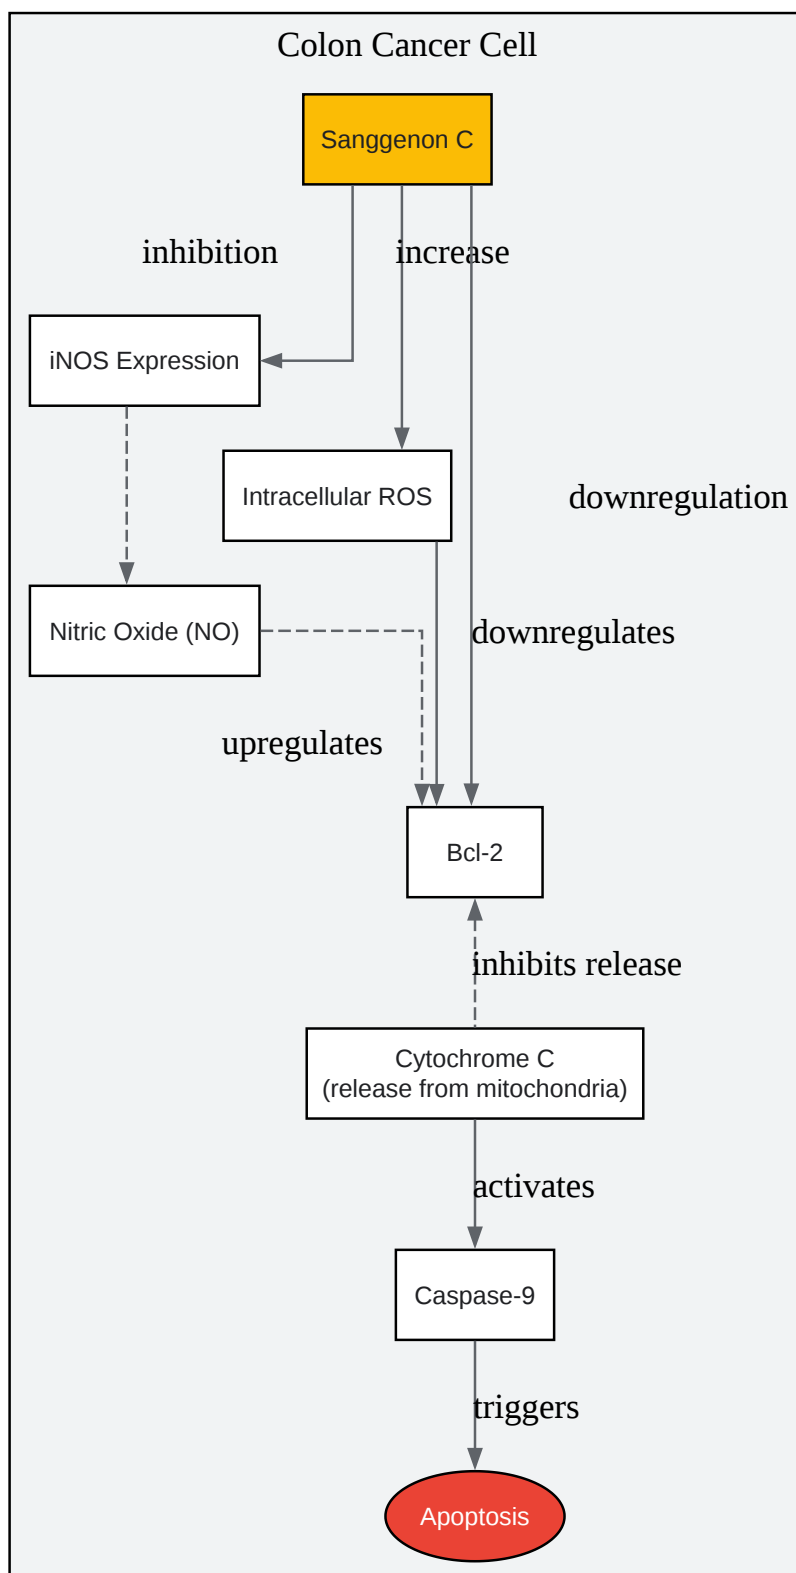 Colon Cancer Cell
Sanggenon C
inhibition
increase
iNOS Expression
Intracellular ROS
downregulation
Nitric Oxide (NO)
downregulates
upregulates
Bcl-2
inhibits release
Cytochrome C
(release from mitochondria)
activates
Caspase-9
triggers
Apoptosis